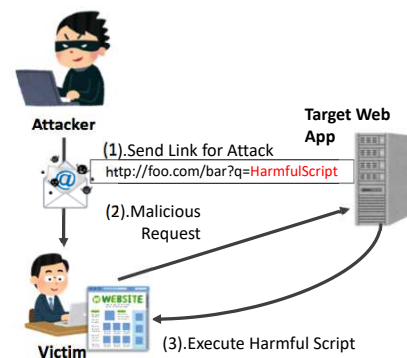 Attacker
Target Web
App
(1).Send Link for Attack
http://foo.com/bar?q=HarmfulScript
@
(2).Malicious
Request
WEBSITE
Victim
(3).Execute Harmful Script